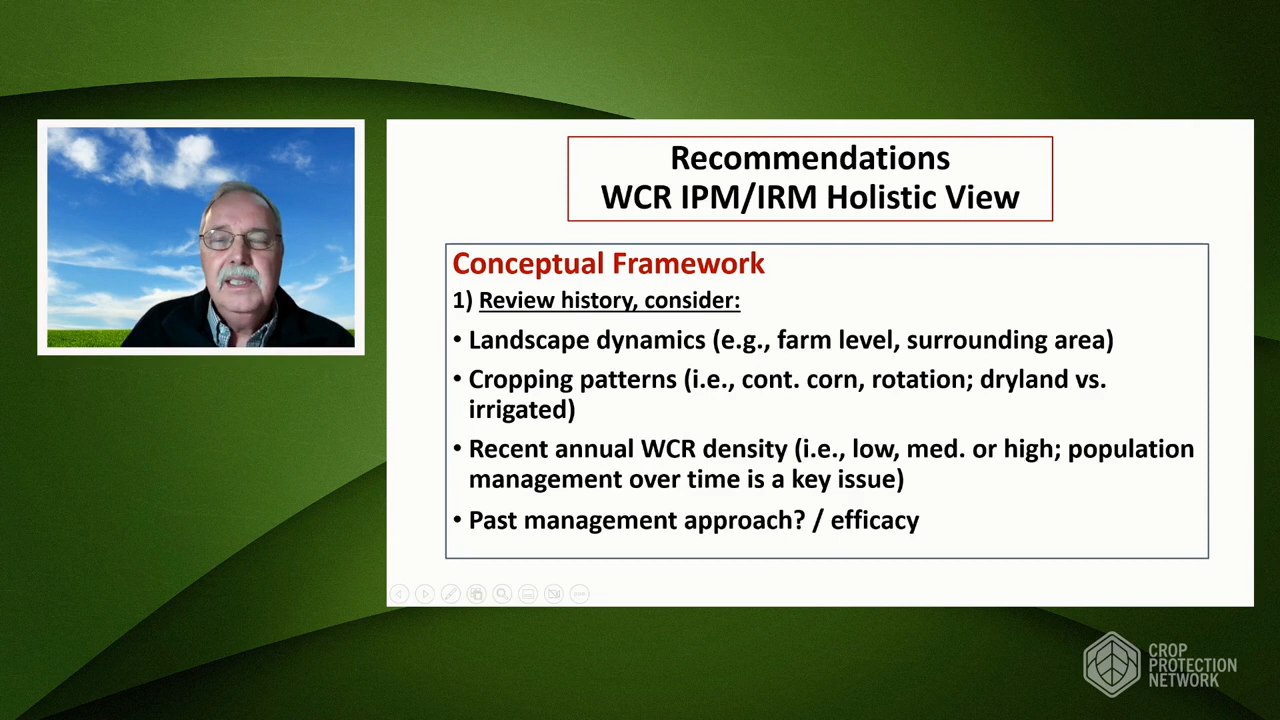 Recommendations
WCR IPM/IRM Holistic View
Conceptual Framework
1) Review history, consider:
• Landscape dynamics (e.g., farm level, surrounding area)
• Cropping patterns (i.e., cont. corn, rotation; dryland vs.
irrigated)
• Recent annual WCR density (i.e., low, med. or high; population
management over time is a key issue)
• Past management approach? / efficacy
CROP
PROTECTION
NETWORK